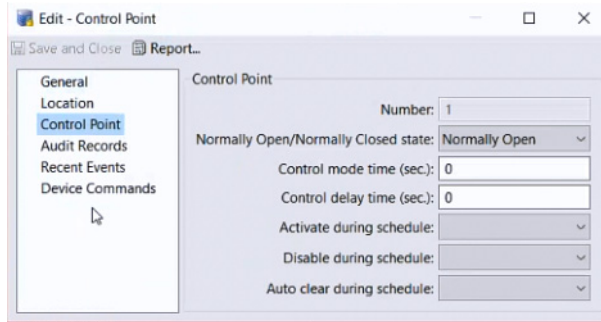 Edit - Control Point
Save and Close Report...
General
Location
Control Point
Audit Records
Recent Events
Device Commands
Control Point
Number: 1
Normally Open/Normally Closed state: Normally Open
Control mode time (sec.): 0
Control delay time (sec.): 0
Activate during schedule:
Disable during schedule:
Auto clear during schedule: